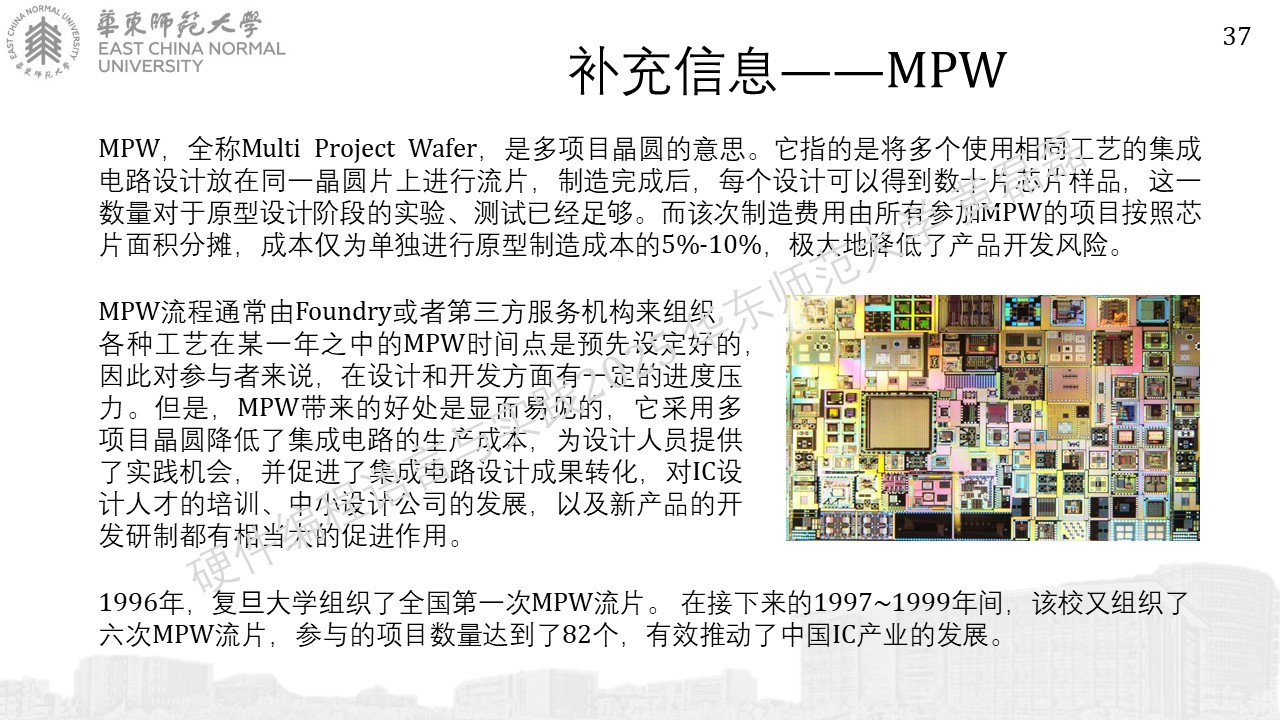 EAST CHINA NORMAL UNIVERSITY
華東師範大學
華東師範大學
EAST CHINA NORMAL
UNIVERSITY
37
补充信息——MPW
MPW，全称Multi Project Wafer，是多项目晶圆的意思。它指的是将多个使用相同工艺的集成
电路设计放在同一晶圆片上进行流片，制造完成后，每个设计可以得到数十片芯片样品，这一
数量对于原型设计阶段的实验、测试已经足够。而该次制造费用由所有参加MPW的项目按照芯
片面积分摊，成本仅为单独进行原型制造成本的5%-10%，极大地降低了产品开发风险。
MPW流程通常由Foundry或者第三方服务机构来组织
各种工艺在某一年之中的MPW时间点是预先设定好的，
因此对参与者来说，在设计和开发方面有一定的进度压
力。但是，MPW带来的好处是显而易见的，它采用多
项目晶圆降低了集成电路的生产成本，为设计人员提供
了实践机会，并促进了集成电路设计成果转化，对IC设
计人才的培训、中小设计公司的发展，以及新产品的开
发研制都有相当大的促进作用。
1996年，复旦大学组织了全国第一次MPW流片。 在接下来的1997~1999年间，该校又组织了
六次MPW流片，参与的项目数量达到了82个，有效推动了中国IC产业的发展。
硬件编程语言与实践2025 华东师范大学